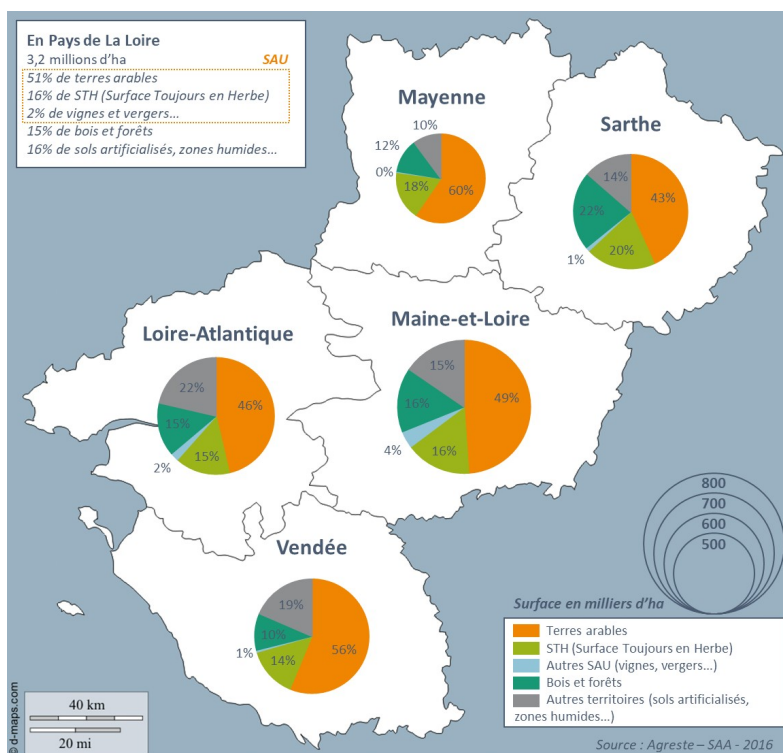 En Pays de La Loire
3,2 millions d'ha SAU
51% de terres arables
16% de STH (Surface Toujours en Herbe)
2% de vignes et vergers...
15% de bois et forêts
16% de sols artificialisés, zones humides...
Mayenne
10%
12%
0%
18%
60%
Sarthe
14%
43%
22%
1%
20%
Loire-Atlantique
22%
46%
15%
2%
15%
Maine-et-Loire
15%
49%
16%
4%
16%
Vendée
19%
10%
56%
1%
14%
800
700
600
500
Surface en milliers d'ha
Terres arables
STH (Surface Toujours en Herbe)
Autres SAU (vignes, vergers...)
Bois et forêts
Autres territoires (sols artificialisés,
zones humides...)
Source : Agreste – SAA - 2016
40 km
20 mi
© d-maps.com